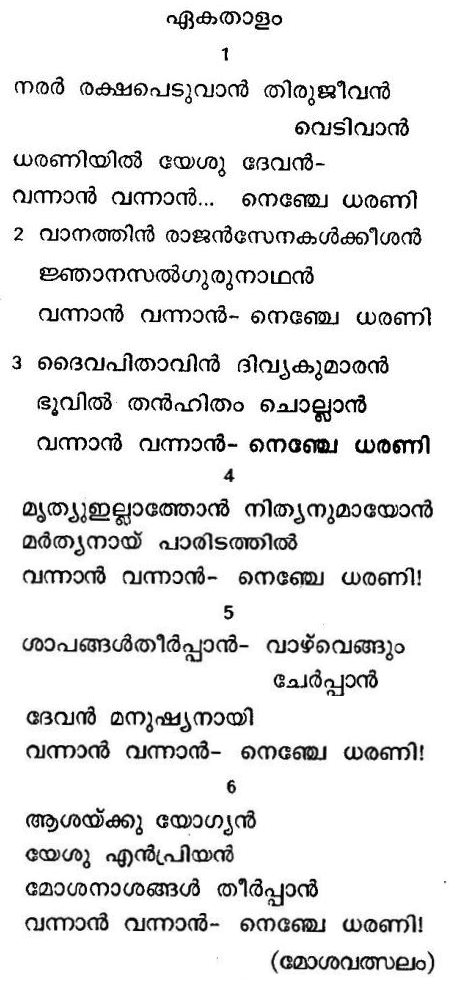 ഏകതാളം
1
നരർ രക്ഷപെടുവാൻ തിരുജീവൻ
വെടിവാൻ
ധരണിയിൽ യേശു ദേവൻ-
വന്നാൻ വന്നാൻ... നെഞ്ചേ ധരണി
2 വാനത്തിൻ രാജൻസേനകൾക്കീശൻ
ജ്ഞാനസൽഗുരുനാഥൻ
വന്നാൻ വന്നാൻ- നെഞ്ചേ ധരണി
3 ദൈവപിതാവിൻ ദിവ്യകുമാരൻ
ഭൂവിൽ തൻഹിതം ചൊല്ലാൻ
വന്നാൻ വന്നാൻ- നെഞ്ചേ ധരണി
4
മൃത്യുഇല്ലാത്തോൻ നിത്യനുമായോൻ
മർത്യനായ് പാരിടത്തിൽ
വന്നാൻ വന്നാൻ- നെഞ്ചേ ധരണി!
5
ശാപങ്ങൾതീർപ്പാൻ- വാഴ്‌വെങ്ങും
ചേർപ്പാൻ
ദേവൻ മനുഷ്യനായി
വന്നാൻ വന്നാൻ- നെഞ്ചേ ധരണി!
6
ആശയ്ക്കു യോഗ്യൻ
യേശു എൻപ്രിയൻ
മോശനാശങ്ങൾ തീർപ്പാൻ
വന്നാൻ വന്നാൻ- നെഞ്ചേ ധരണി!
(മോശവത്സലം)